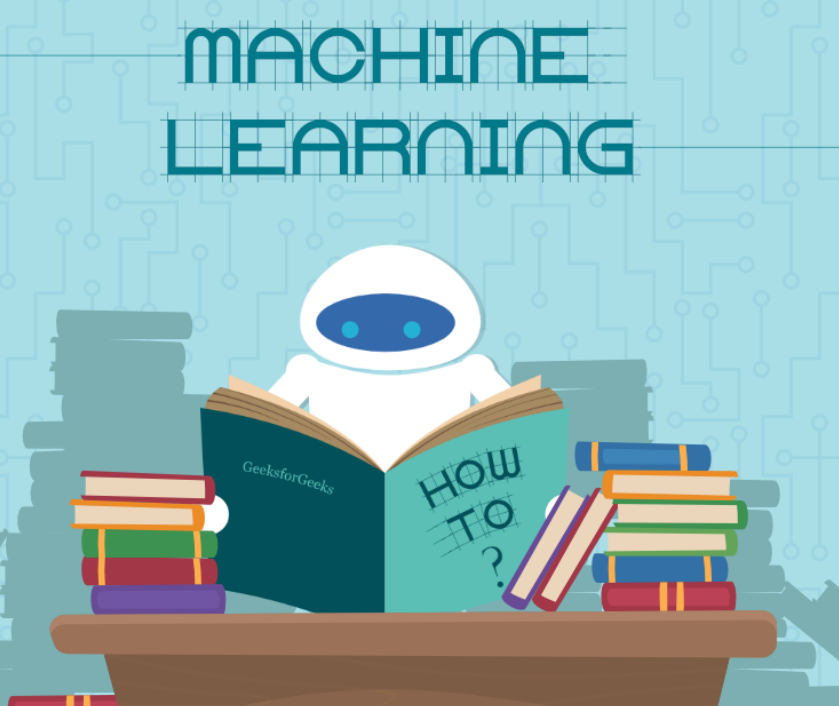 MACHINE
LEARNING
GeeksforGeeks
HOW
TO
?